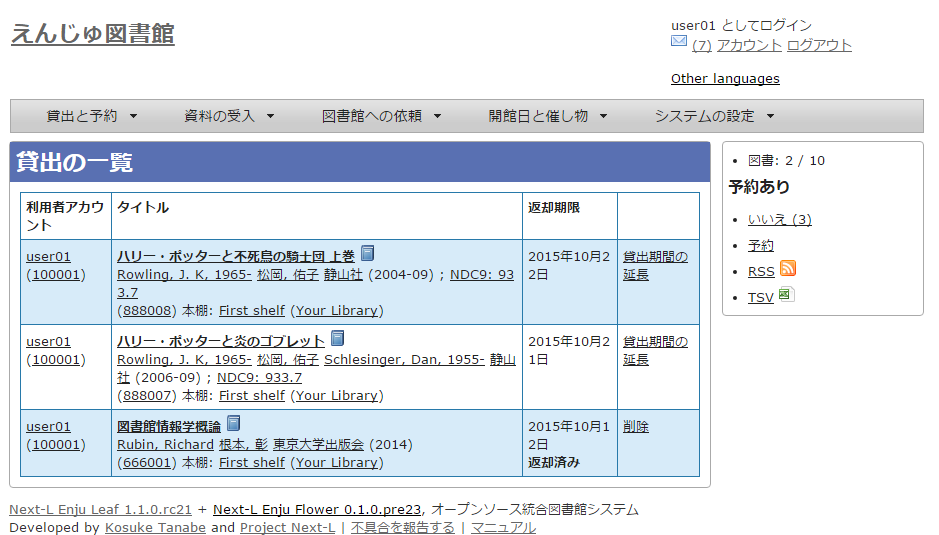 えんじゅ図書館
user01 としてログイン
(7) アカウント ログアウト
Other languages
貸出と予約 資料の受入 図書館への依頼 開館日と催し物 システムの設定
貸出の一覧
利用者アカウント タイトル 返却期限
user01
(100001)
ハリー・ポッターと不死鳥の騎士団 上巻
Rowling, J. K, 1965- 松岡, 佑子 静山社 (2004-09) ; NDC9: 93
3.7
(888008) 本棚: First shelf (Your Library)
2015年10月2
2日
貸出期間の
延長
user01
(100001)
ハリー・ポッターと炎のゴブレット
Rowling, J. K, 1965- 松岡, 佑子 Schlesinger, Dan, 1955- 静山
社 (2006-09) ; NDC9: 933.7
(888007) 本棚: First shelf (Your Library)
2015年10月2
1日
貸出期間の
延長
user01
(100001)
図書館情報学概論
Rubin, Richard 根本, 彰 東京大学出版会 (2014)
(666001) 本棚: First shelf (Your Library)
2015年10月12
日
返却済み
削除
図書: 2 / 10
予約あり
いいえ (3)
予約
RSS
TSV
Next-L Enju Leaf 1.1.0.rc21 + Next-L Enju Flower 0.1.0.pre23, オープンソース統合図書館システム
Developed by Kosuke Tanabe and Project Next-L | 不具合を報告する | マニュアル